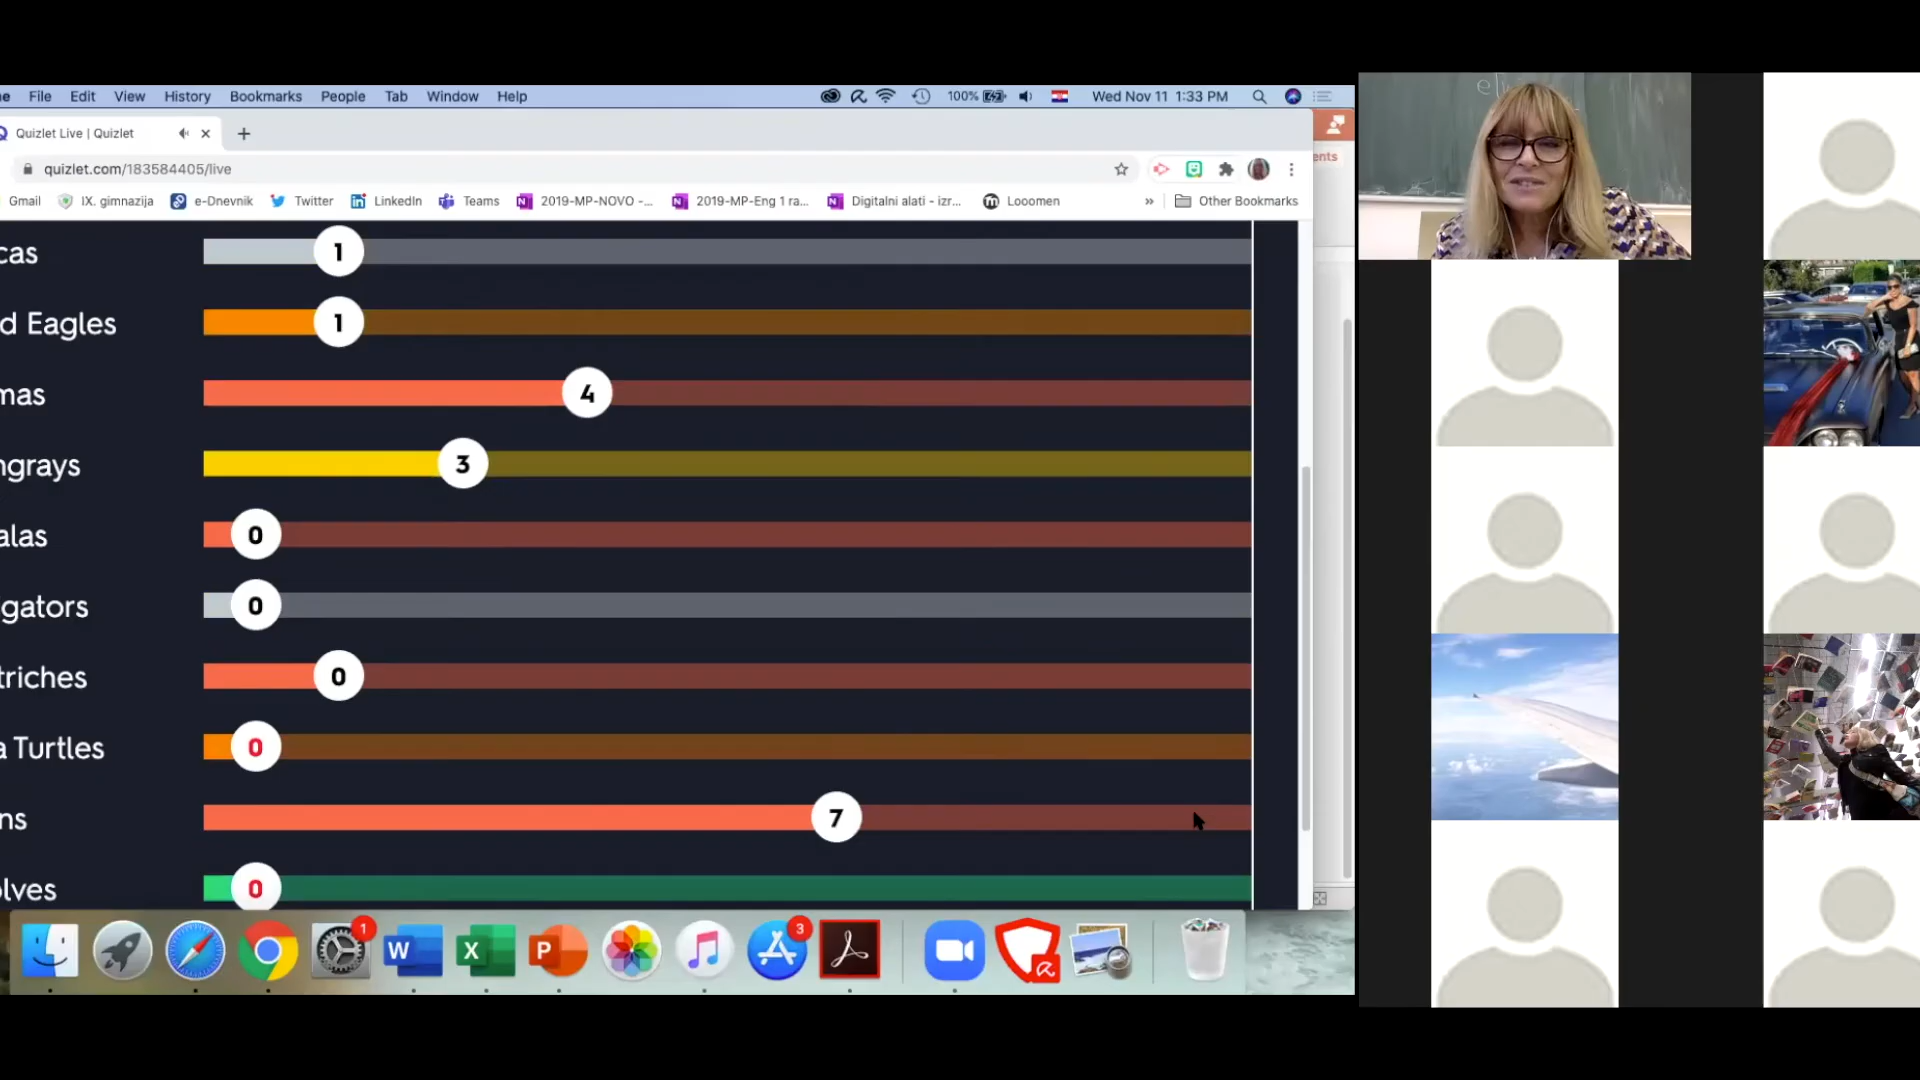 ne File Edit View History Bookmarks People Tab Window Help 100% Wed Nov 11 1:33 PM
Quizlet Live | Quizlet
quizlet.com/183584405/live
ents
Gmail IX. gimnazija e-Dnevnik Twitter LinkedIn Teams 2019-MP-NOVO -... 2019-MP-Eng 1 ra... Digitalni alati - izr... Looomen » Other Bookmarks
cas 1
d Eagles 1
mas 4
ngrays 3
alas 0
gators 0
triches 0
a Turtles 0
ns 7
olves 0
1
W
X
P
3